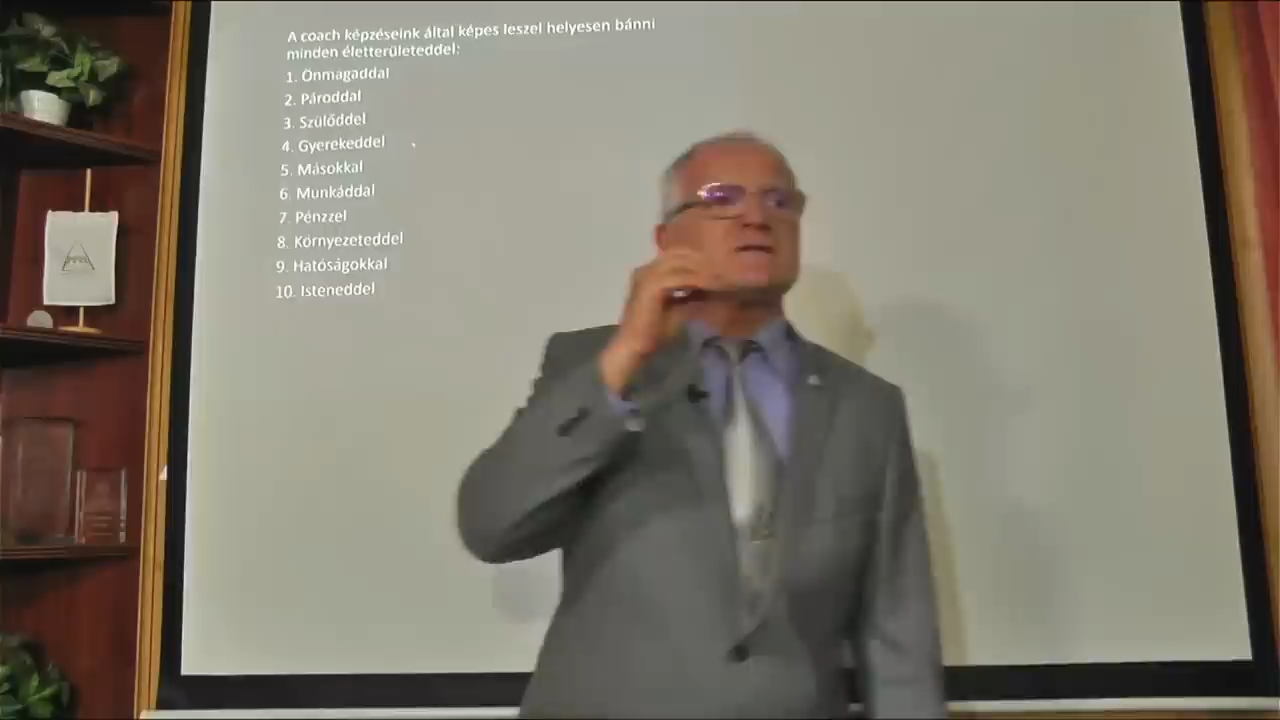 A coach képzéseink által képes leszel helyesen bánni
minden életterületeddel:
1. Önmagaddal
2. Pároddal
3. Szülőddel
4. Gyerekeddel
5. Másokkal
6. Munkáddal
7. Pénzzel
8. Környezeteddel
9. Hatóságokkal
10. Isteneddel